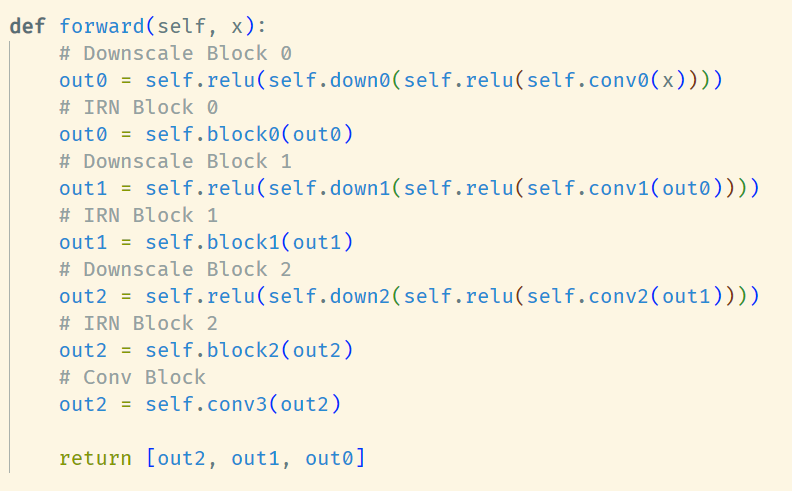 def forward(self, x):
    # Downscale Block 0
    out0 = self.relu(self.down0(self.relu(self.conv0(x))))
    # IRN Block 0
    out0 = self.block0(out0)
    # Downscale Block 1
    out1 = self.relu(self.down1(self.relu(self.conv1(out0))))
    # IRN Block 1
    out1 = self.block1(out1)
    # Downscale Block 2
    out2 = self.relu(self.down2(self.relu(self.conv2(out1))))
    # IRN Block 2
    out2 = self.block2(out2)
    # Conv Block
    out2 = self.conv3(out2)

    return [out2, out1, out0]